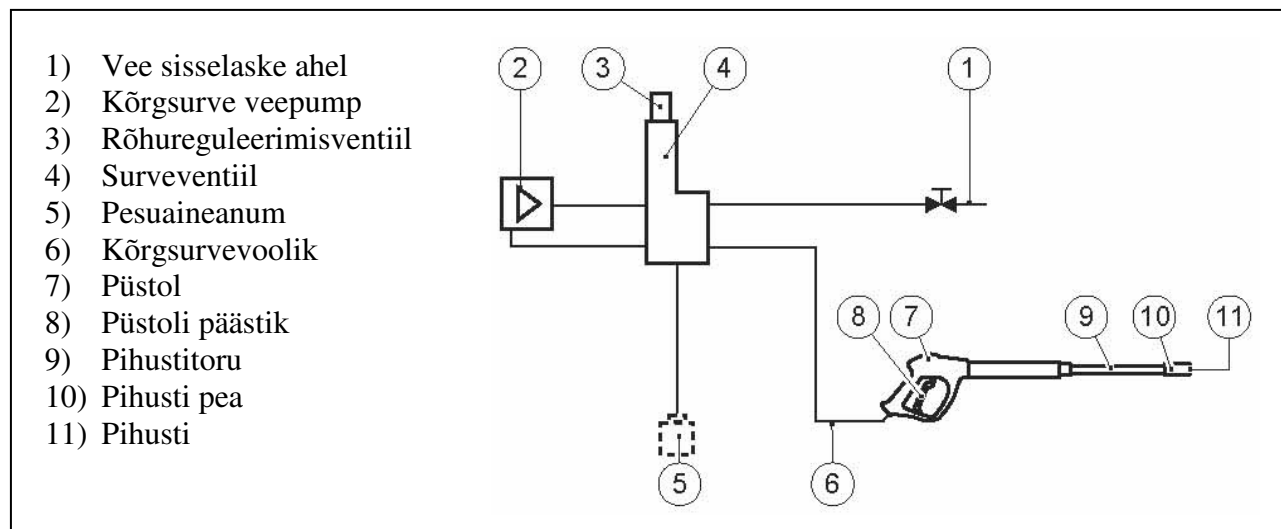 1) Vee sisselaske ahel
2) Kõrgsurve veepump
3) Rõhureguleerimisventiil
4) Surveventiil
5) Pesuaineanum
6) Kõrgsurvevoolik
7) Püstol
8) Püstoli päästik
9) Pihustitoru
10) Pihusti pea
11) Pihusti
2 3 4 1
8 7 9 10 11
5 6